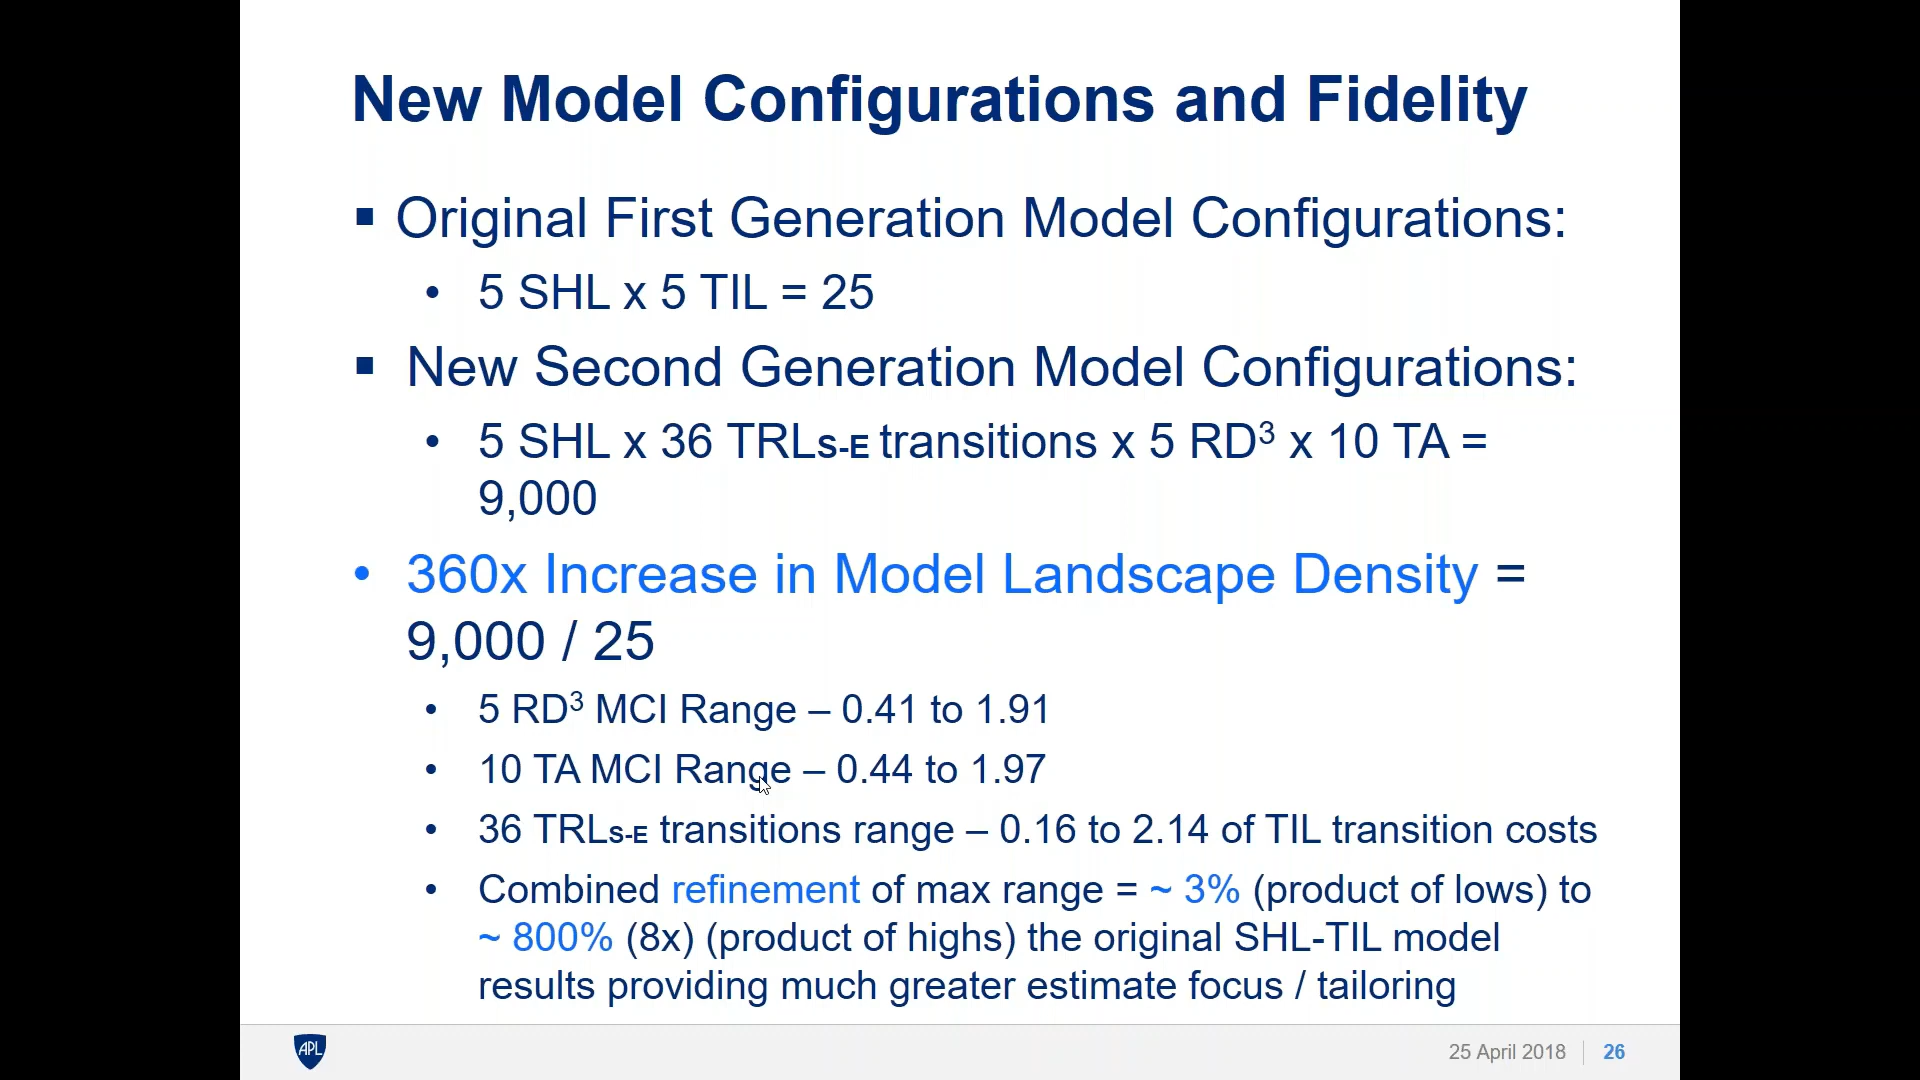 New Model Configurations and Fidelity
▪ Original First Generation Model Configurations:
• 5 SHL x 5 TIL = 25
▪ New Second Generation Model Configurations:
• 5 SHL x 36 TRLS-E transitions x 5 RD³ x 10 TA =
9,000
• 360x Increase in Model Landscape Density =
9,000 / 25
• 5 RD³ MCI Range – 0.41 to 1.91
• 10 TA MCI Range – 0.44 to 1.97
• 36 TRLS-E transitions range – 0.16 to 2.14 of TIL transition costs
• Combined refinement of max range = ~ 3% (product of lows) to
~ 800% (8x) (product of highs) the original SHL-TIL model
results providing much greater estimate focus / tailoring
APL
25 April 2018
26